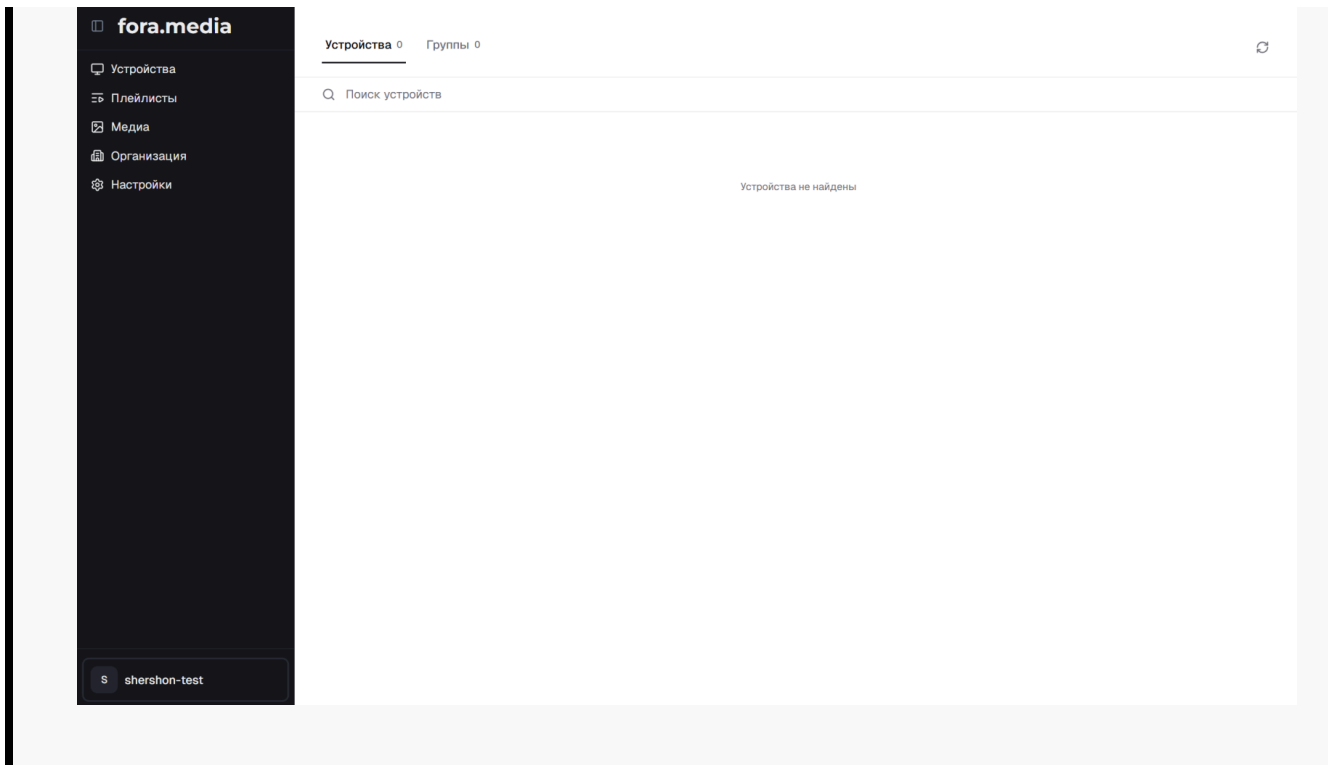 fora.media
Устройства
Плейлисты
Медиа
Организация
Настройки
S shershon-test
Устройства 0 Группы 0
Поиск устройств
Устройства не найдены